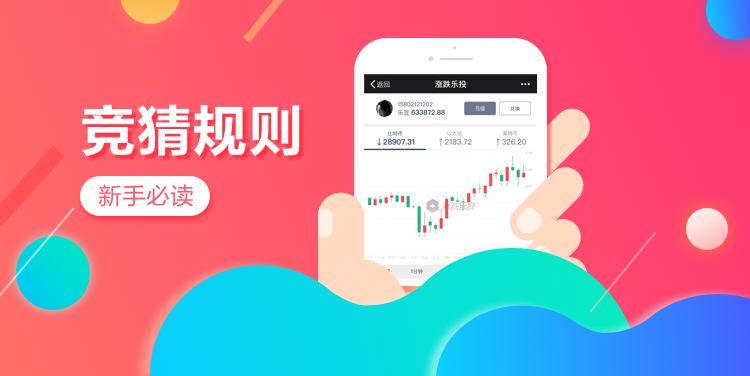 竞猜规则
新手必读
返回
涨跌乐投
15802121202
乐豆 633872.88
充值
兑换
比特币
↓28907.31
以太坊
↑2183.72
莱特币
↑326.20
1分钟